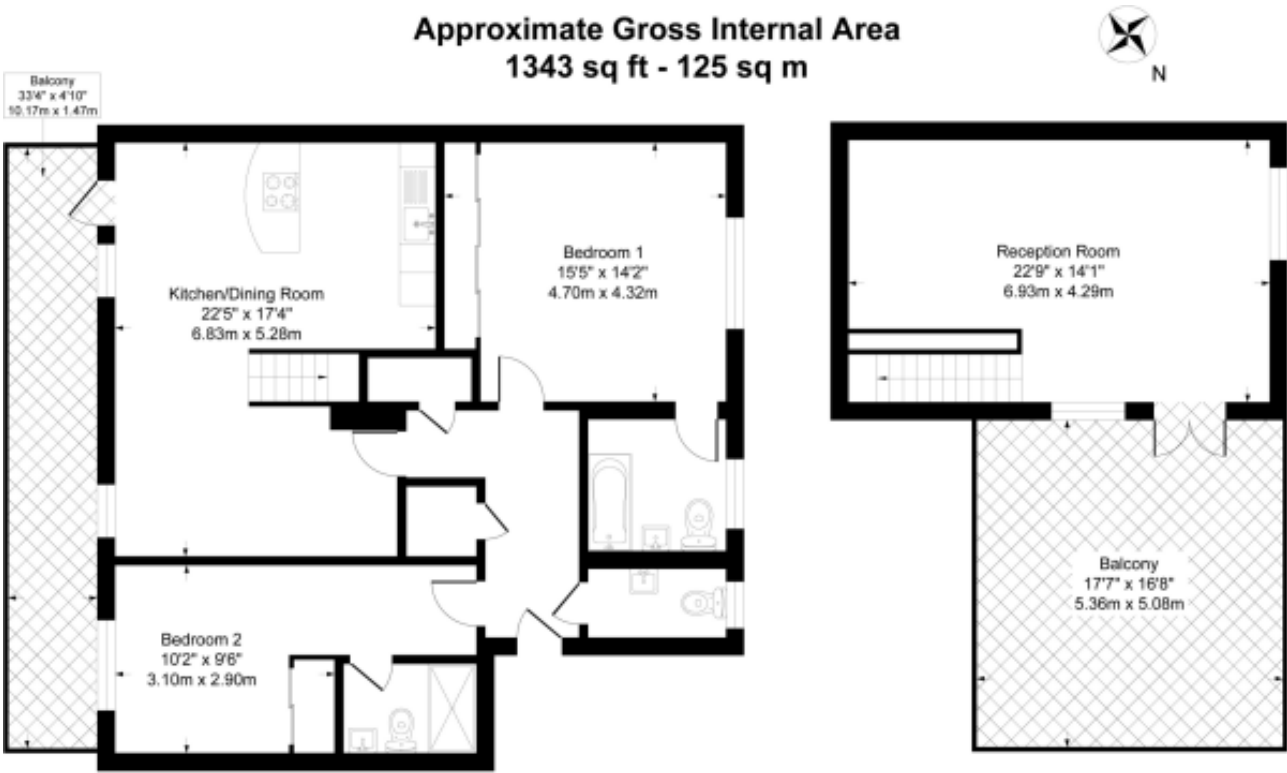 Approximate Gross Internal Area
1343 sq ft - 125 sq m
N
Balcony
33'4" x 4'10"
10.17m x 1.47m
Kitchen/Dining Room
22'5" x 17'4"
6.83m x 5.28m
Bedroom 1
15'5" x 14'2"
4.70m x 4.32m
Reception Room
22'9" x 14'1"
6.93m x 4.29m
Bedroom 2
10'2" x 9'6"
3.10m x 2.90m
Balcony
17'7" x 16'8"
5.36m x 5.08m